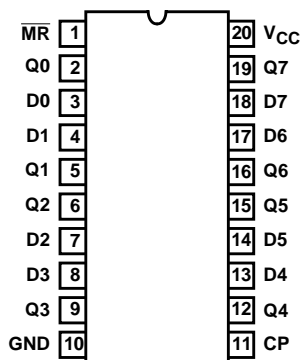 M̅R̅ 1 20 VCC
Q0 2 19 Q7
D0 3 18 D7
D1 4 17 D6
Q1 5 16 Q6
Q2 6 15 Q5
D2 7 14 D5
D3 8 13 D4
Q3 9 12 Q4
GND 10 11 CP